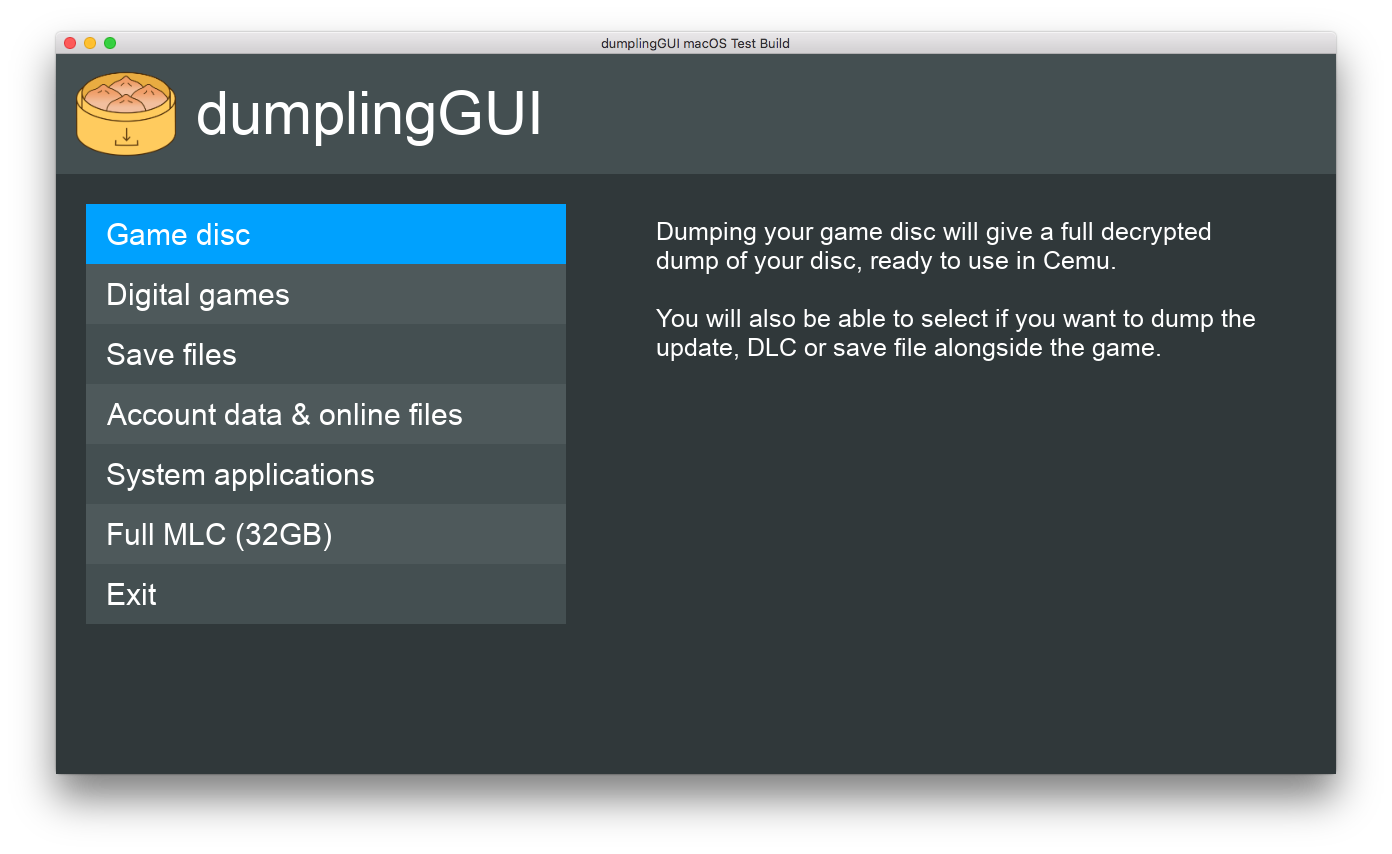 dumplingGUI macOS Test Build
dumplingGUI
Game disc
Digital games
Save files
Account data & online files
System applications
Full MLC (32GB)
Exit
Dumping your game disc will give a full decrypted
dump of your disc, ready to use in Cemu.
You will also be able to select if you want to dump the
update, DLC or save file alongside the game.